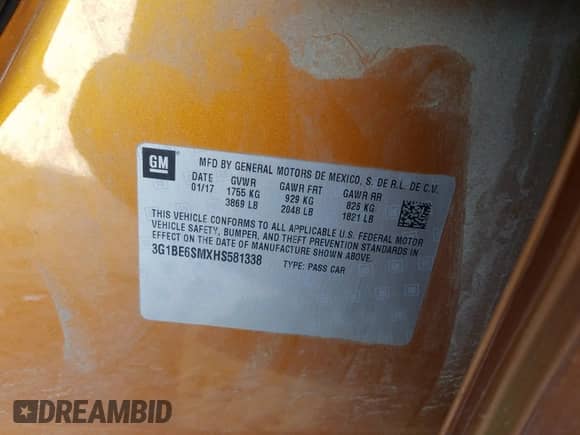 GM
MFD BY GENERAL MOTORS DE MEXICO, S. DE R.L. DE C.V.
DATE GVWR GAWR FRT GAWR RR
01/17 1755 KG 929 KG 825 KG
3869 LB 2048 LB 1821 LB
THIS VEHICLE CONFORMS TO ALL APPLICABLE U.S. FEDERAL MOTOR
VEHICLE SAFETY, BUMPER, AND THEFT PREVENTION STANDARDS IN
EFFECT ON THE DATE OF MANUFACTURE SHOWN ABOVE.
3G1BE6SMXHS581338 TYPE: PASS CAR
DREAMBID